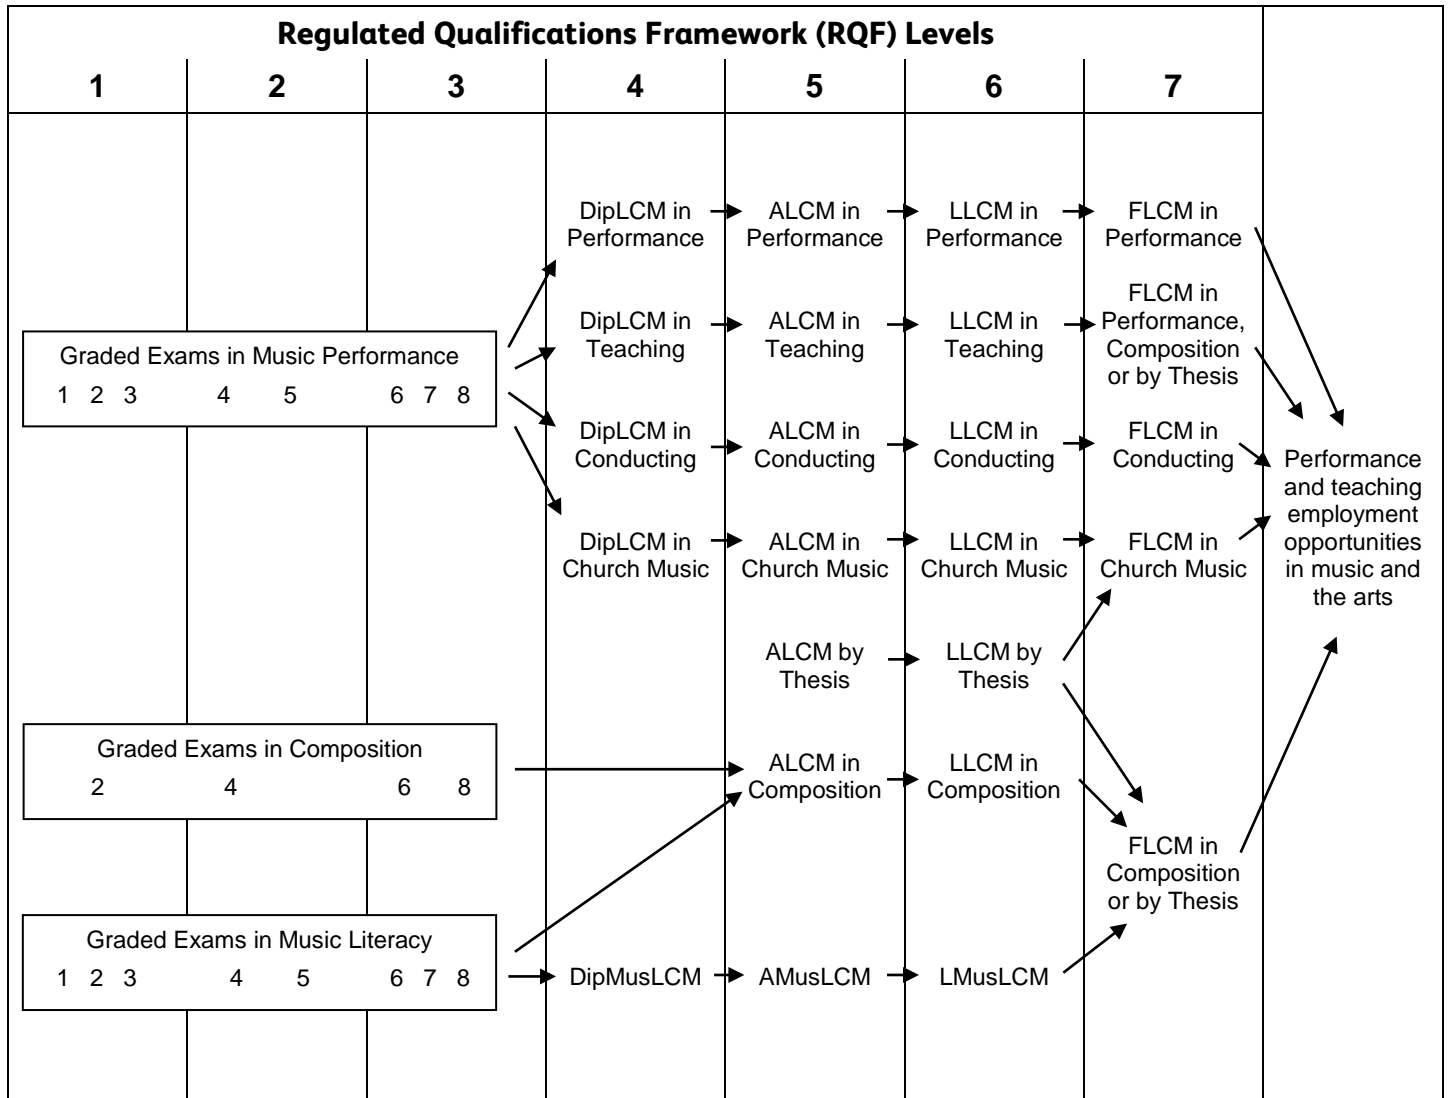 Regulated Qualifications Framework (RQF) Levels
1 2 3 4 5 6 7
DipLCM in
Performance
ALCM in
Performance
LLCM in
Performance
FLCM in
Performance
Graded Exams in Music Performance
1 2 3 4 5 6 7 8
DipLCM in
Teaching
ALCM in
Teaching
LLCM in
Teaching
FLCM in
Performance,
Composition
or by Thesis
DipLCM in
Conducting
ALCM in
Conducting
LLCM in
Conducting
FLCM in
Conducting
DipLCM in
Church Music
ALCM in
Church Music
LLCM in
Church Music
FLCM in
Church Music
Performance
and teaching
employment
opportunities
in music and
the arts
ALCM by
Thesis
LLCM by
Thesis
Graded Exams in Composition
2 4 6 8
ALCM in
Composition
LLCM in
Composition
FLCM in
Composition
or by Thesis
Graded Exams in Music Literacy
1 2 3 4 5 6 7 8
DipMusLCM
AMusLCM
LMusLCM